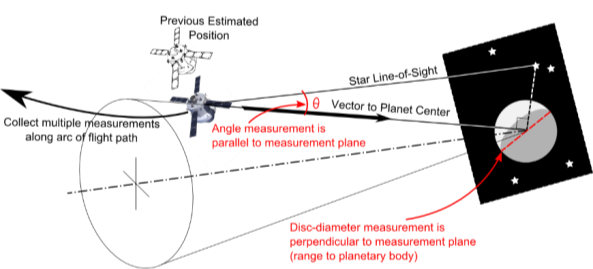 Previous Estimated
Position
Star Line-of-Sight
θ
Vector to Planet Center
Collect multiple measurements
along arc of flight path
Angle measurement is
parallel to measurement plane
Disc-diameter measurement is
perpendicular to measurement plane
(range to planetary body)